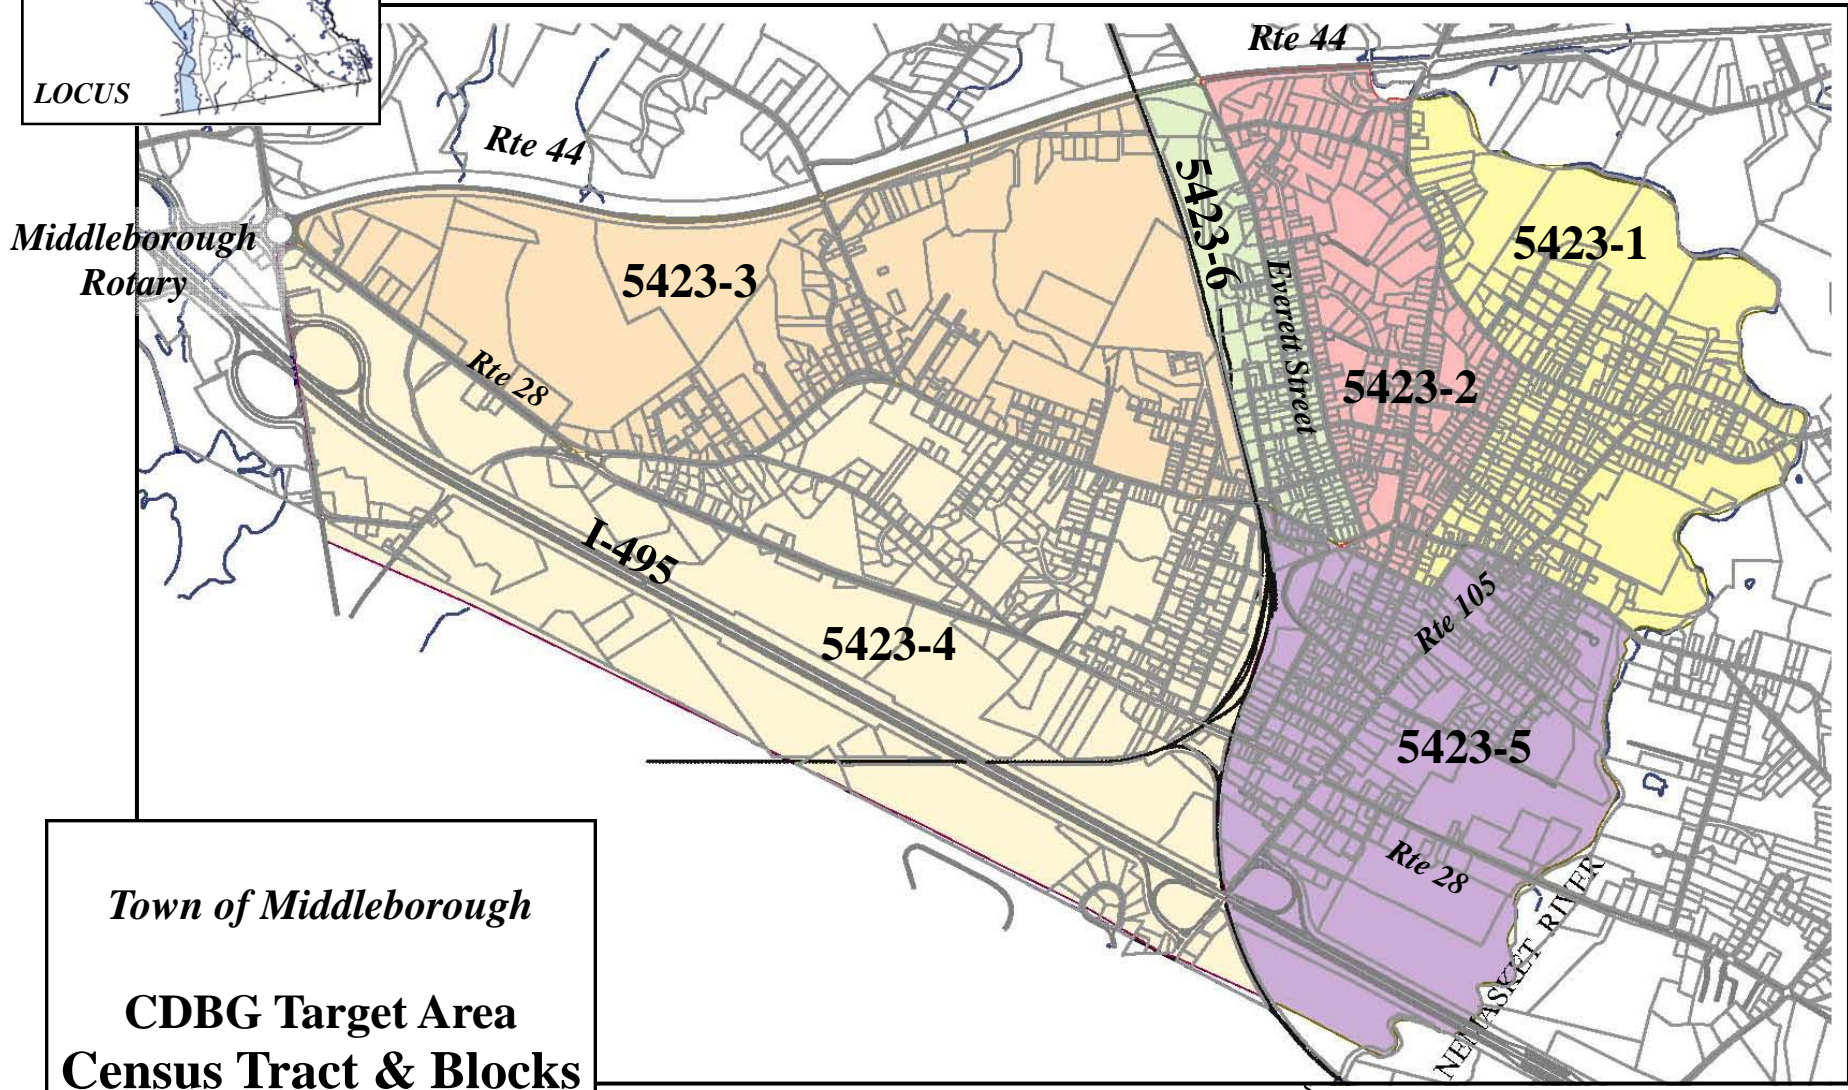 LOCUS
Rte 44
Rte 44
Middleborough
Rotary
5423-3
5423-6
5423-1
Everett Street
Rte 28
5423-2
I-495
Rte 105
5423-4
5423-5
Rte 28
NEMASKET RIVER
Town of Middleborough
CDBG Target Area
Census Tract & Blocks